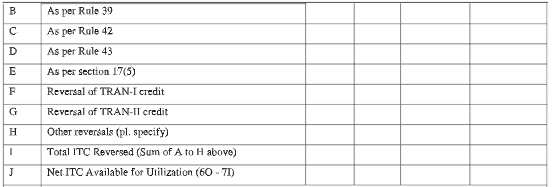 B As per Rule 39
C. As per Rule 42
D As per Rule 43
E As per section 17(5)
F Reversal of TRAN-I credit
G Reversal of TRAN-II credit
H Other reversals (pl. specify)
I Total ITC Reversed (Sum of A to H above)
J Net ITC Available for Utilization (6O - 7I)